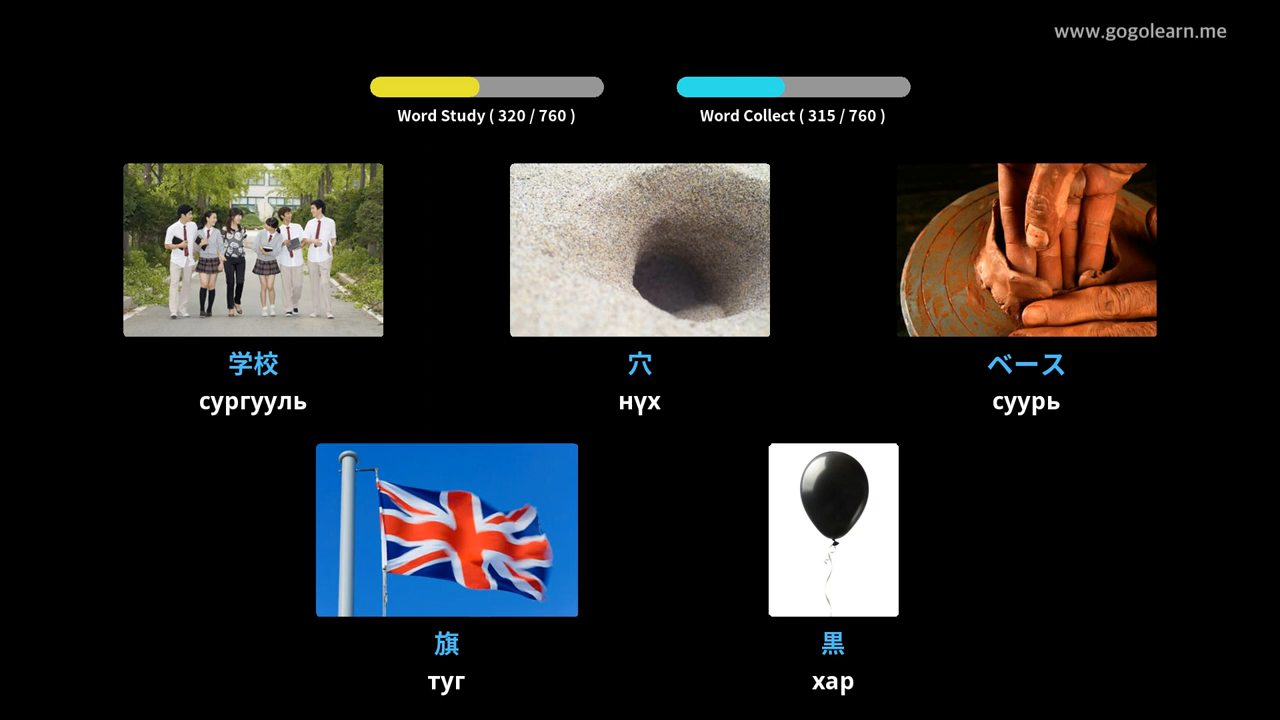 www.gogolearn.me
Word Study ( 320 / 760 )
Word Collect ( 315 / 760 )
学校
сургууль
穴
нүх
ベース
суурь
旗
туг
黒
хар